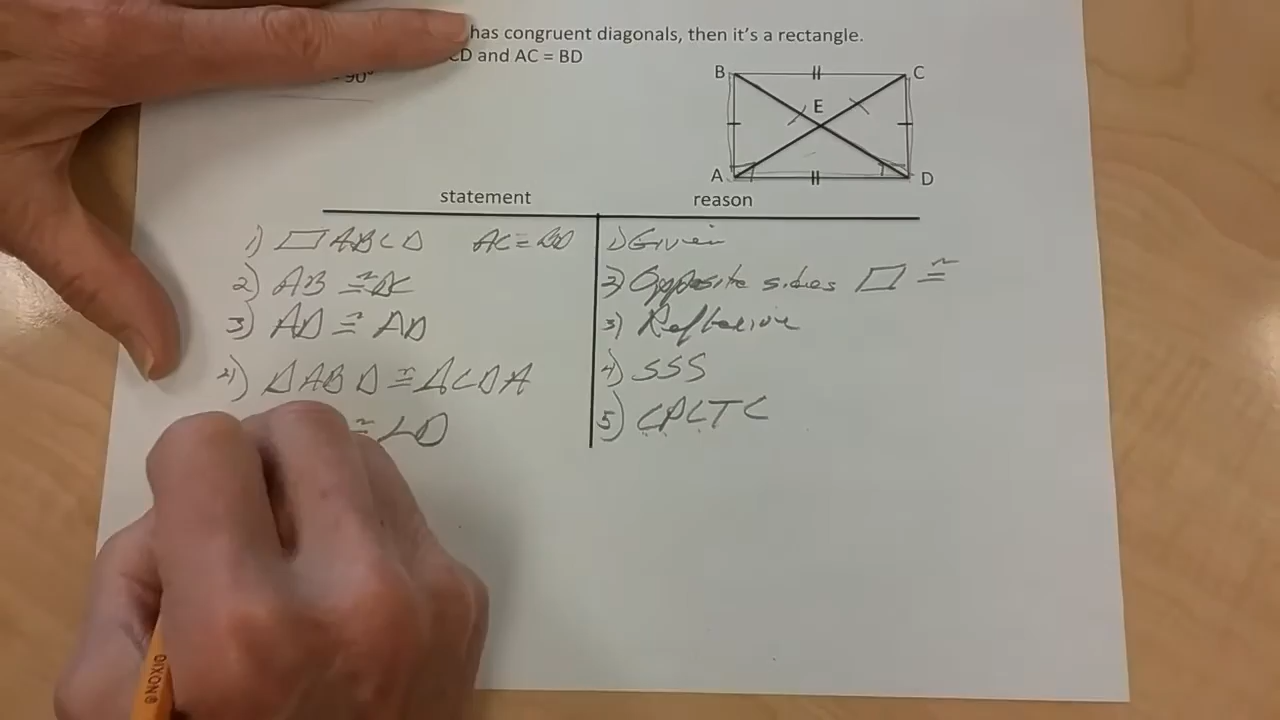 has congruent diagonals, then it's a rectangle.
CD and AC = BD
= 90°
B C
E
A D
statement reason
1) ▱ ABCD AC = BD 1) Given
2) AB ≅ DC 2) Opposite sides ▱ ≅
3) AD ≅ AD 3) Reflexive
4) △ABD ≅ △CDA 4) SSS
≅ ∠D 5) CPCTC
DIXON®